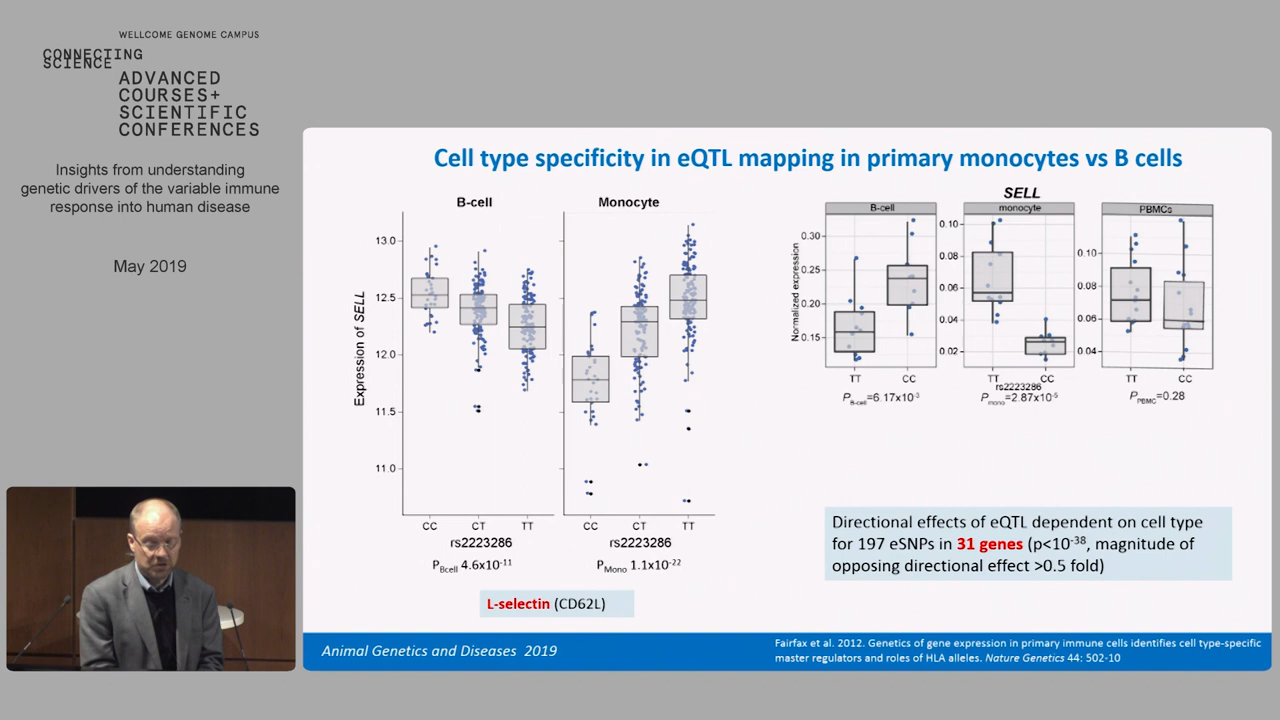 WELLCOME GENOME CAMPUS
CONNECTING
SCIENCE
ADVANCED
COURSES+
SCIENTIFIC
CONFERENCES
Insights from understanding
genetic drivers of the variable immune
response into human disease
May 2019
Cell type specificity in eQTL mapping in primary monocytes vs B cells
B-cell
Monocyte
Expression of SELL
13.0
12.5
12.0
11.5
11.0
CC CT TT
CC CT TT
rs2223286
rs2223286
P Bcell 4.6x10-11
P Mono 1.1x10-22
L-selectin (CD62L)
SELL
B-cell
monocyte
PBMCs
Normalized expression
0.30
0.25
0.20
0.15
0.10
0.08
0.06
0.04
0.02
0.10
0.08
0.06
0.04
TT CC
TT CC
TT CC
rs2223286
P B-cell=6.17x10-3
P mono=2.87x10-5
P PBMC=0.28
Directional effects of eQTL dependent on cell type
for 197 eSNPs in 31 genes (p<10-38, magnitude of
opposing directional effect >0.5 fold)
Animal Genetics and Diseases 2019
Fairfax et al. 2012. Genetics of gene expression in primary immune cells identifies cell type-specific
master regulators and roles of HLA alleles. Nature Genetics 44: 502-10